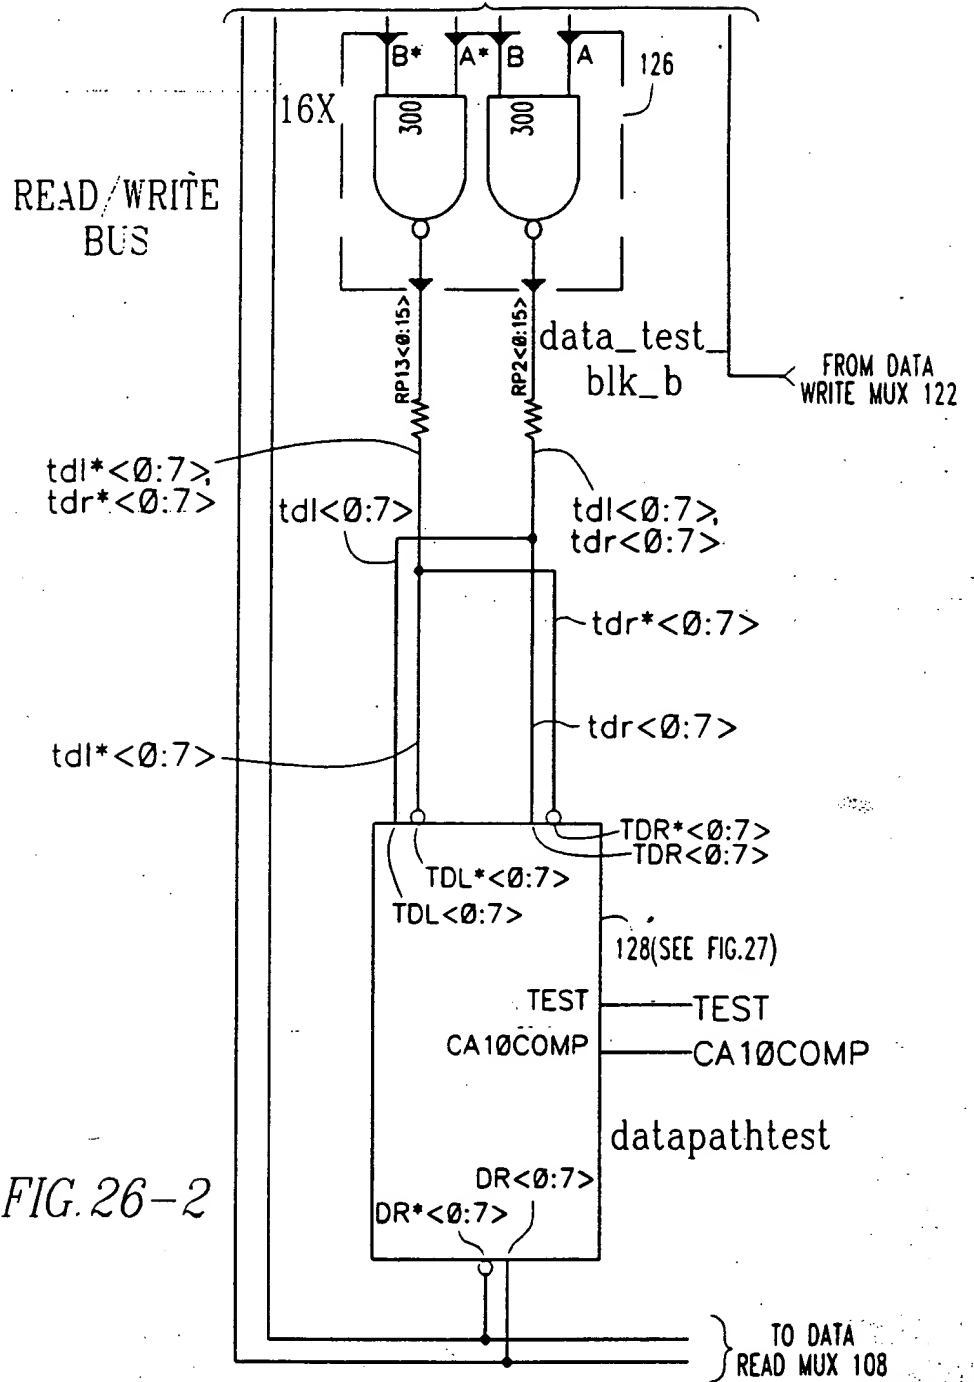 B* A* B A
126
16X
300 300
READ/WRITE
BUS
RP13<0:15> RP2<0:15>
data_test_
blk_b
FROM DATA
WRITE MUX 122
tdl*<0:7>,
tdr*<0:7>
tdl<0:7>
tdl<0:7>,
tdr<0:7>
tdr*<0:7>
tdr<0:7>
tdl*<0:7>
TDR*<0:7>
TDR<0:7>
TDL*<0:7>
TDL<0:7>
128(SEE FIG.27)
TEST TEST
CA10COMP CA10COMP
datapathtest
DR<0:7>
DR*<0:7>
FIG. 26-2
TO DATA
READ MUX 108